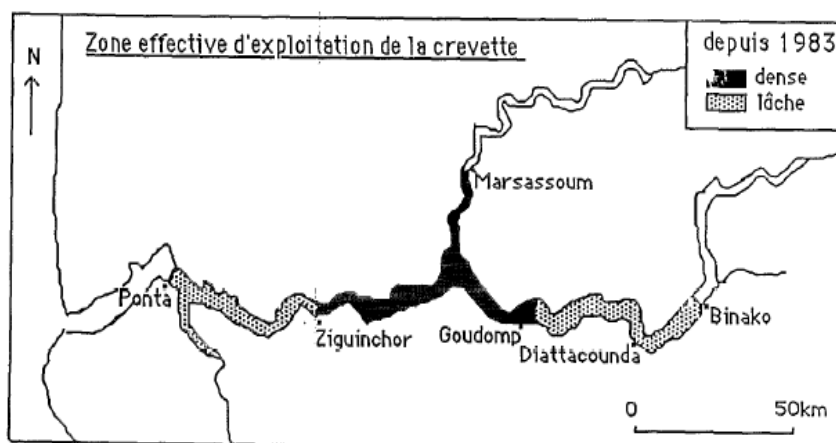 Zone effective d'exploitation de la crevette
depuis 1983
dense
lâche
N
Marsassoum
Ponta
Ziguinchor
Goudomp
Diattacounda
Binako
0 50km